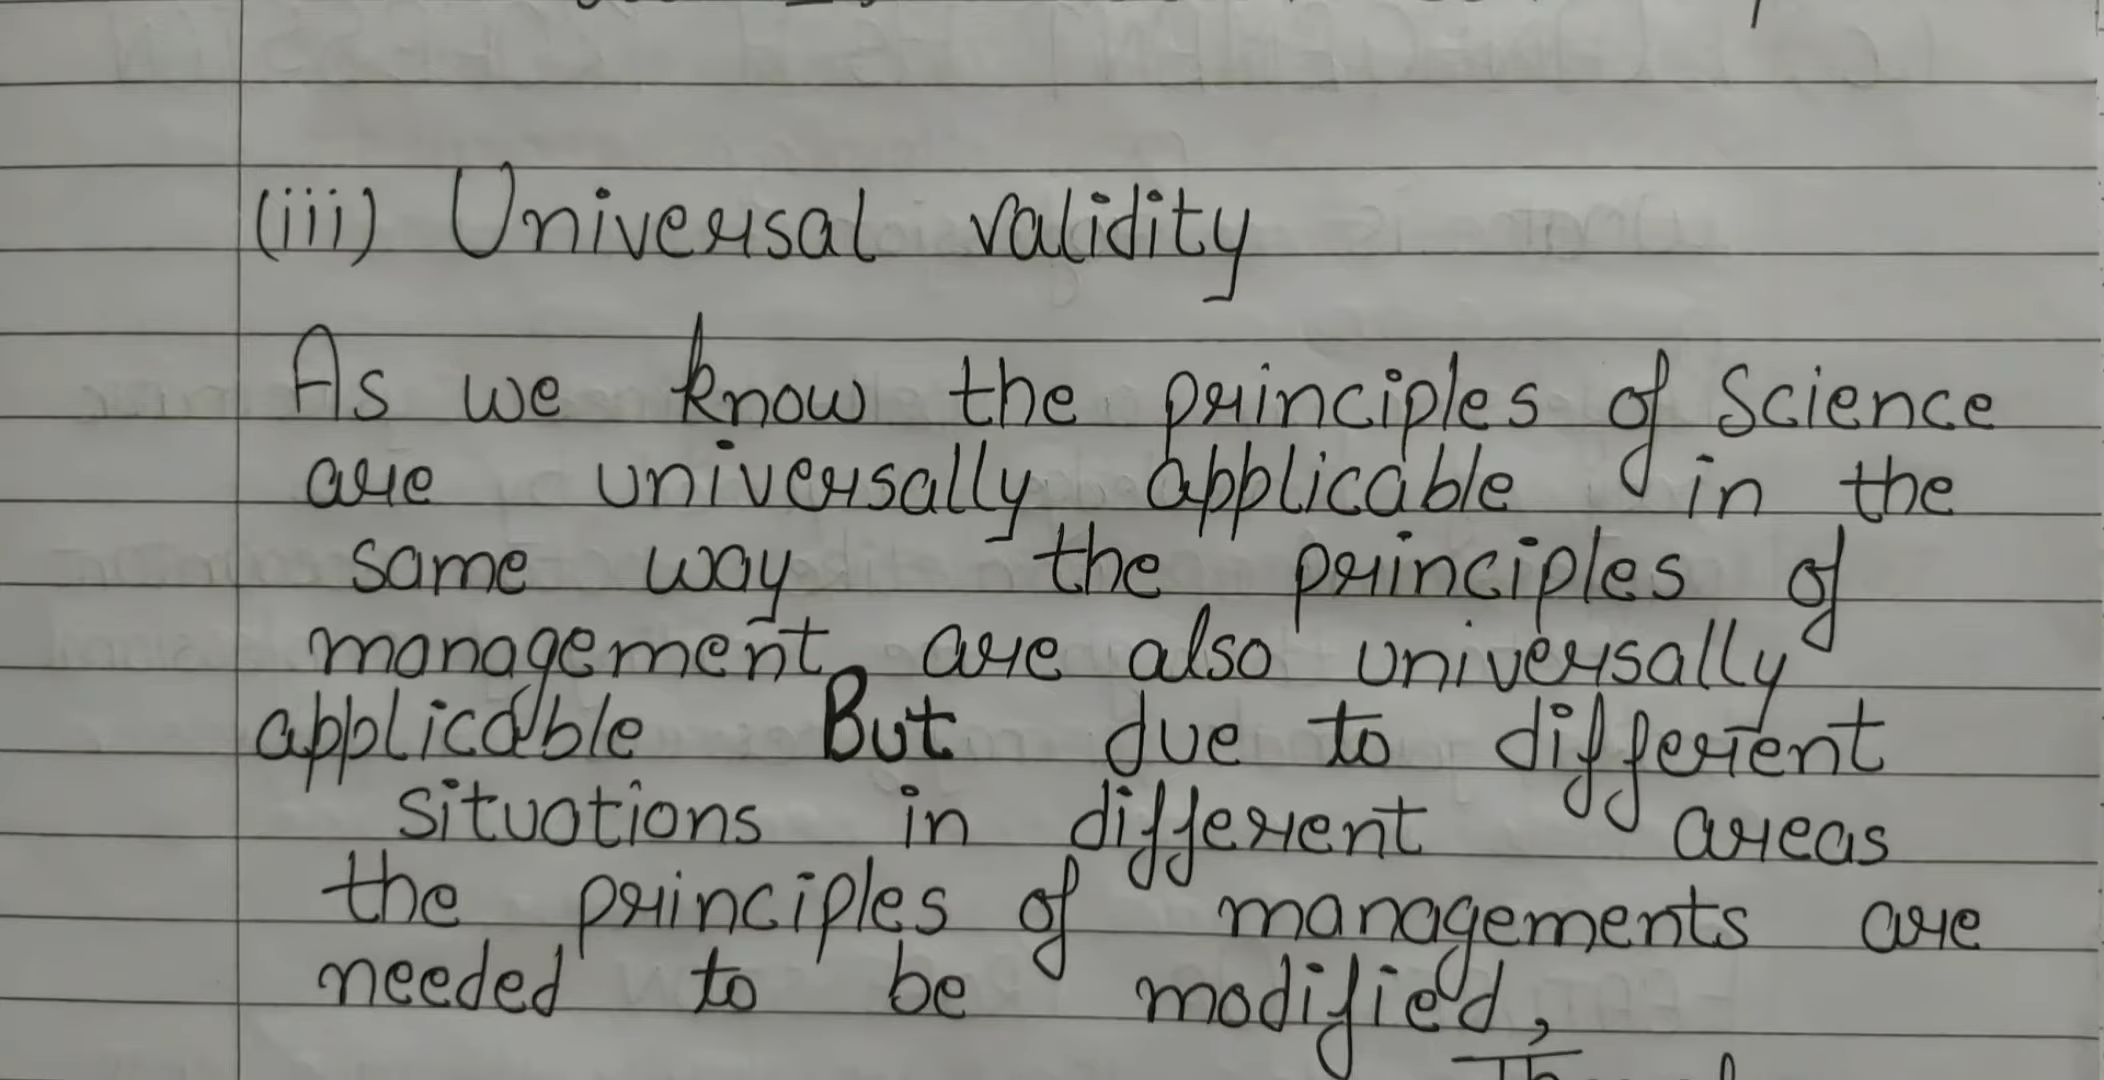 (iii) Universal validity
As we know the principles of Science
are universally applicable in the
same way the principles of
management are also universally
applicable But due to different
situations in different areas
the principles of managements are
needed to be modified,